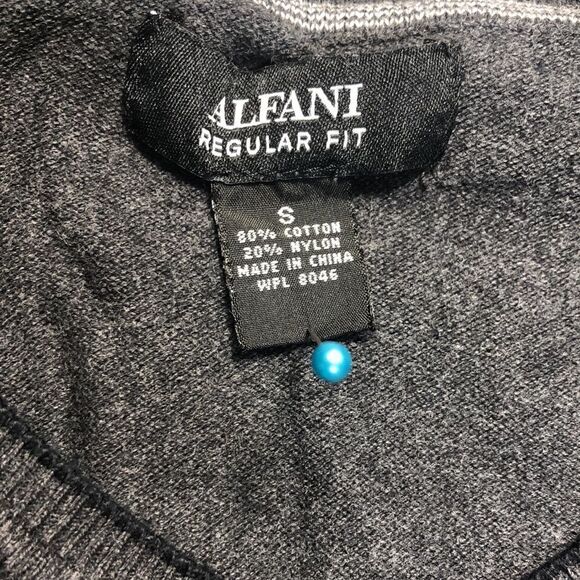 ALFANI
REGULAR FIT
S
80% COTTON
20% NYLON
MADE IN CHINA
WPL 8046